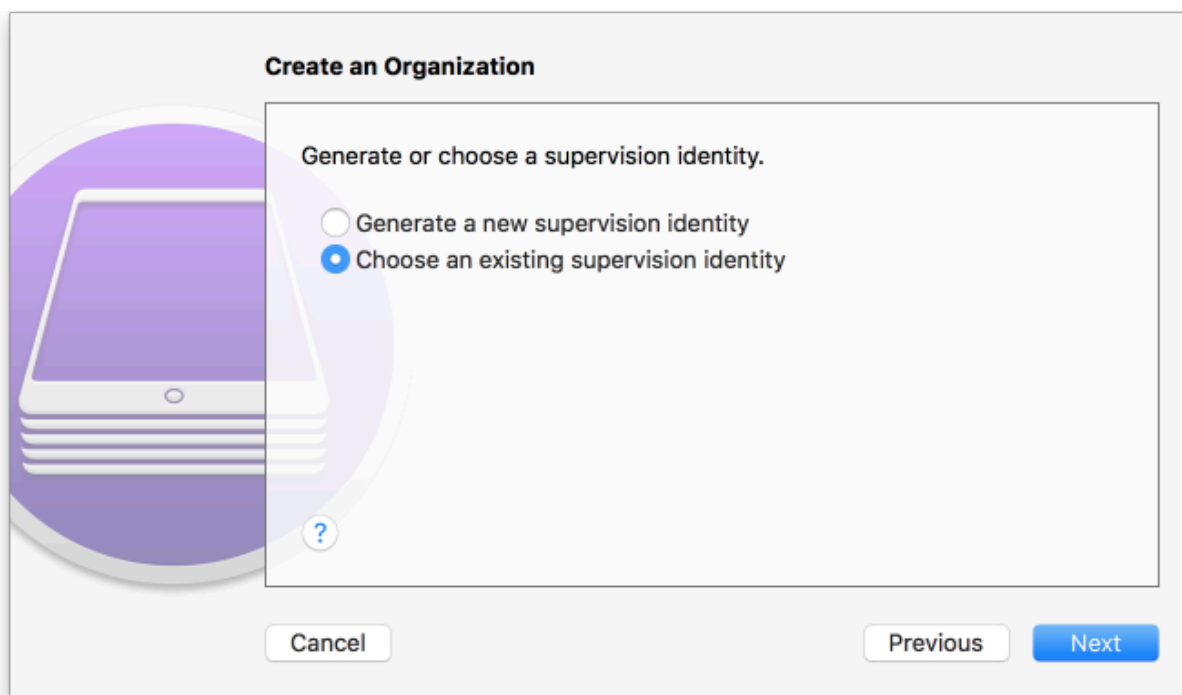 Create an Organization
Generate or choose a supervision identity.
Generate a new supervision identity
Choose an existing supervision identity
?
Cancel
Previous
Next